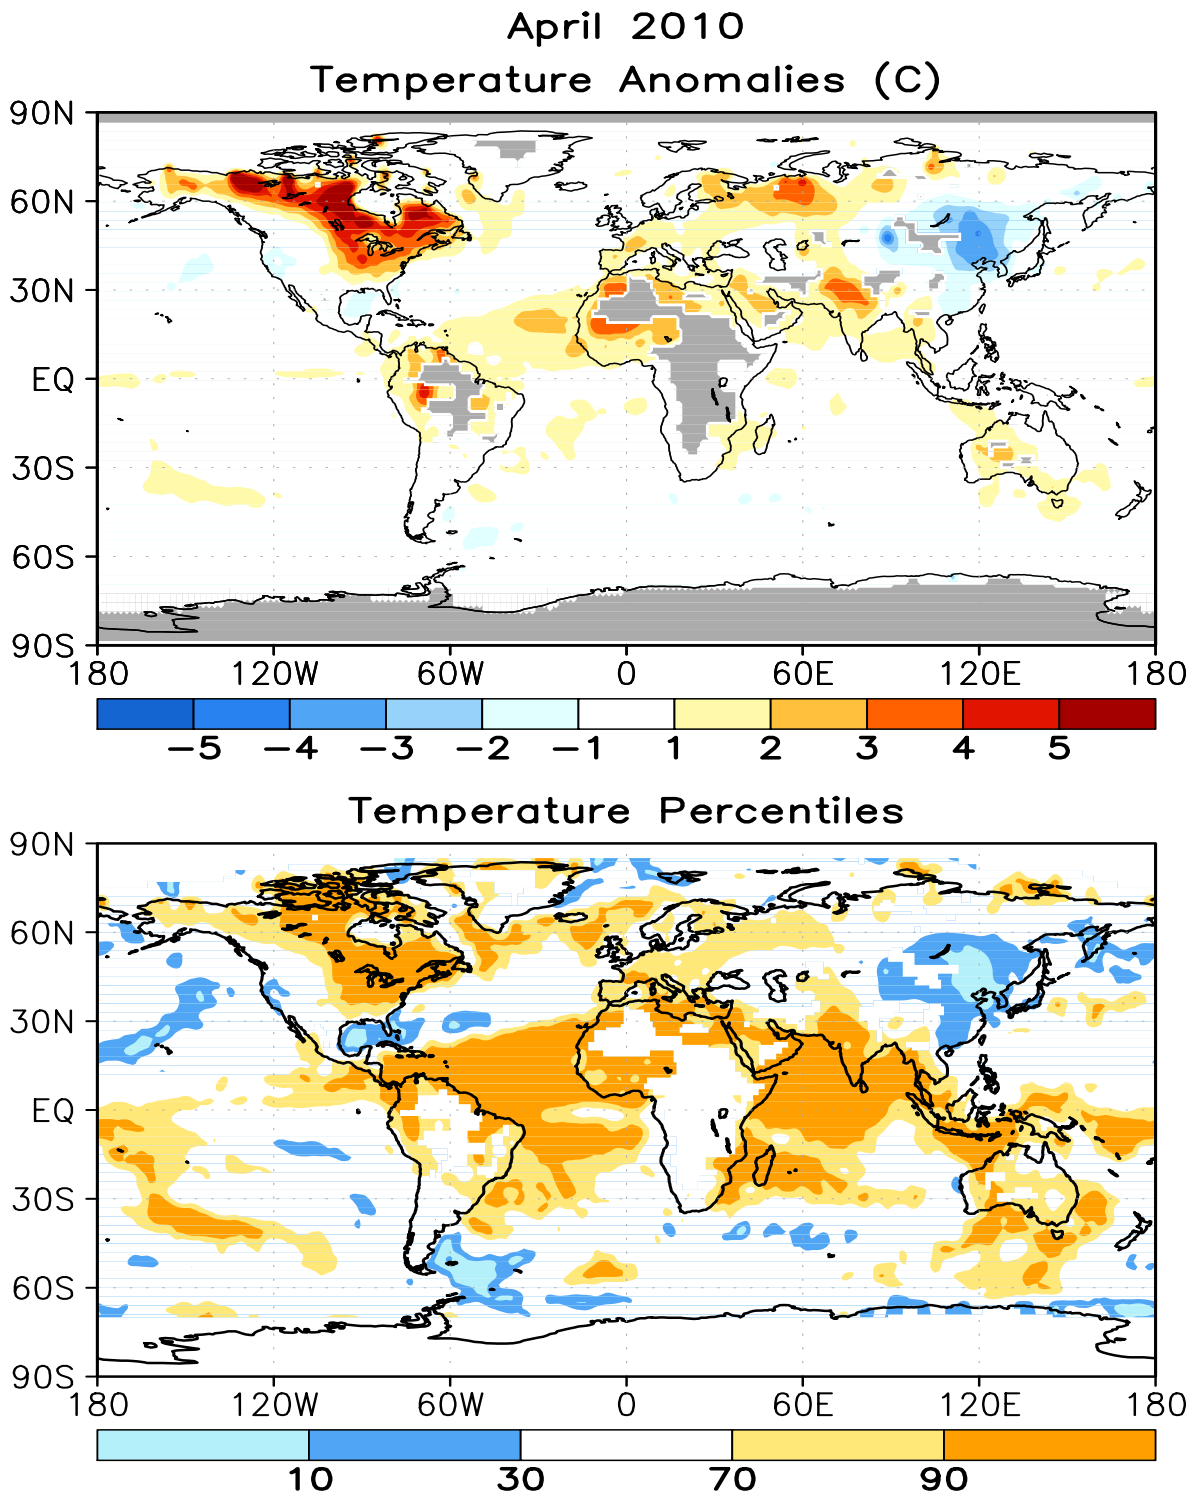 April 2010
Temperature Anomalies (C)
90N
60N
30N
EQ
30S
60S
90S
180 120W 60W 0 60E 120E 180
-5 -4 -3 -2 -1 1 2 3 4 5
Temperature Percentiles
90N
60N
30N
EQ
30S
60S
90S
180 120W 60W 0 60E 120E 180
10 30 70 90